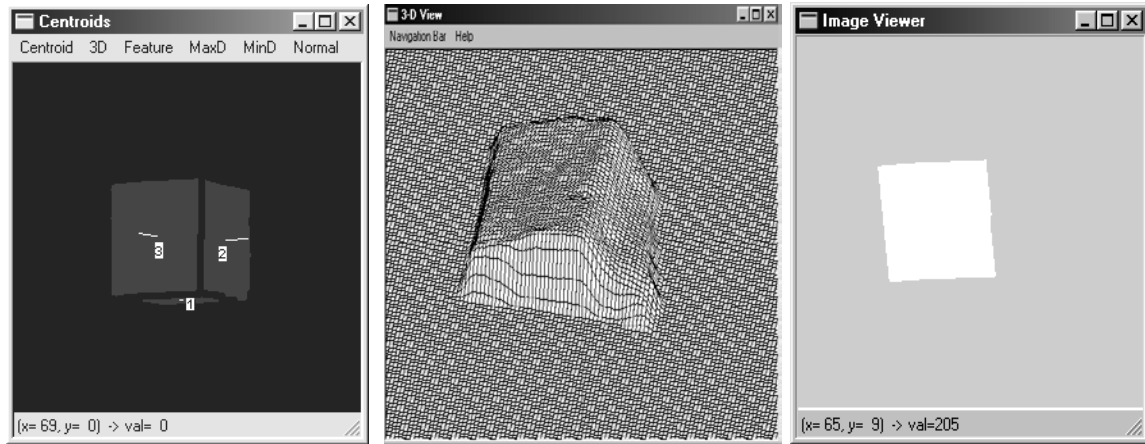 Centroids
Centroid 3D Feature MaxD MinD Normal
3
2
1
(x= 69, y= 0) -> val= 0
3-D View
Navigation Bar Help
Image Viewer
(x= 65, y= 9) -> val=205